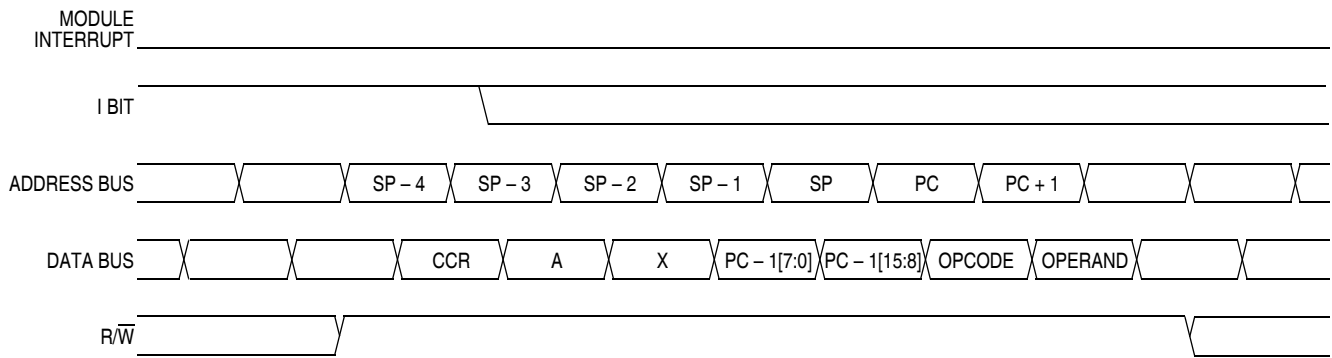 MODULE
INTERRUPT
I BIT
ADDRESS BUS SP – 4 SP – 3 SP – 2 SP – 1 SP PC PC + 1
DATA BUS CCR A X PC – 1[7:0] PC – 1[15:8] OPCODE OPERAND
R/W̅